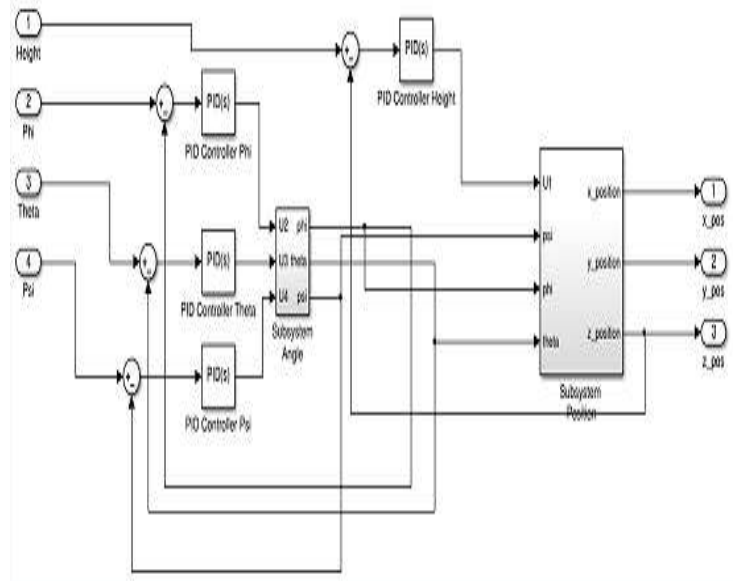 1
Height
2
Phi
3
Theta
4
Psi
+
-
PID(s)
PID Controller Height
+
-
PID(s)
PID Controller Phi
+
-
PID(s)
PID Controller Theta
+
-
PID(s)
PID Controller Psi
U2 phi
U3 theta
U4 psi
Subsystem
Angle
U1
psi
phi
theta
x_position
y_position
z_position
Subsystem
Position
1
x_pos
2
y_pos
3
z_pos